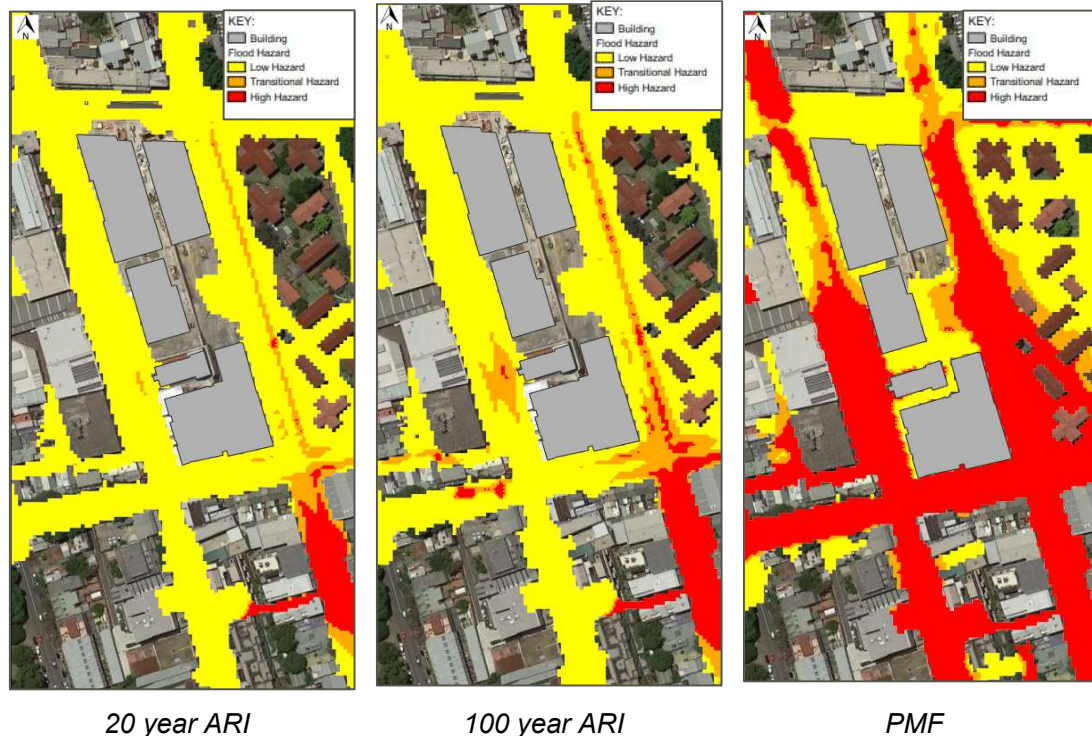 N
KEY:
Building
Flood Hazard
Low Hazard
Transitional Hazard
High Hazard
N
KEY:
Building
Flood Hazard
Low Hazard
Transitional Hazard
High Hazard
N
KEY:
Building
Flood Hazard
Low Hazard
Transitional Hazard
High Hazard
20 year ARI
100 year ARI
PMF